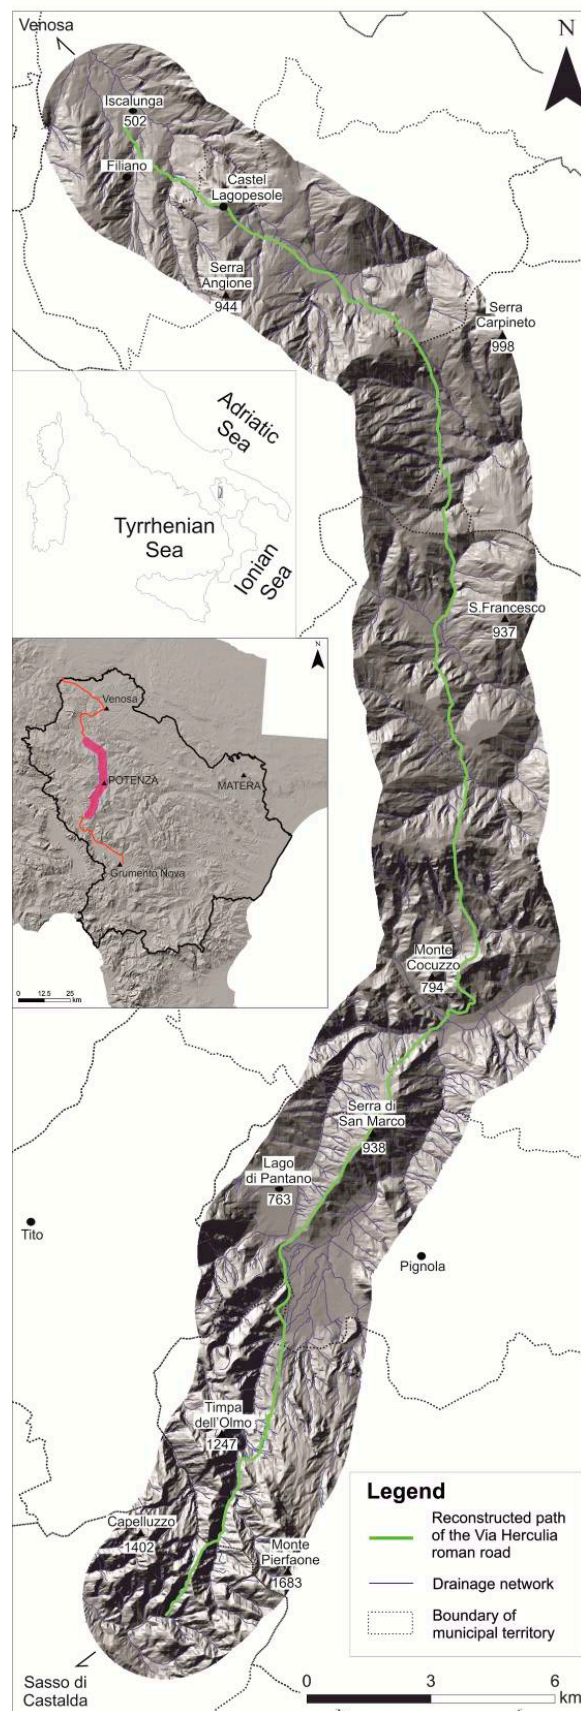 Venosa
N
Iscalunga
502
Filiano
Castel
Lagopesole
Serra
Angione
944
Serra
Carpineto
998
Adriatic
Sea
Tyrrhenian
Sea
Ionian
Sea
S.Francesco
937
N
Venosa
POTENZA
MATERA
Grumento Nova
0 12.5 25
km
Monte
Cocuzzo
794
Serra di
San Marco
938
Lago
di Pantano
763
Tito
Pignola
Timpa
dell'Olmo
1247
Capelluzzo
1402
Monte
Pierfaone
1683
Legend
Reconstructed path
of the Via Herculia
roman road
Drainage network
Boundary of
municipal territory
Sasso di
Castalda
0 3 6
km